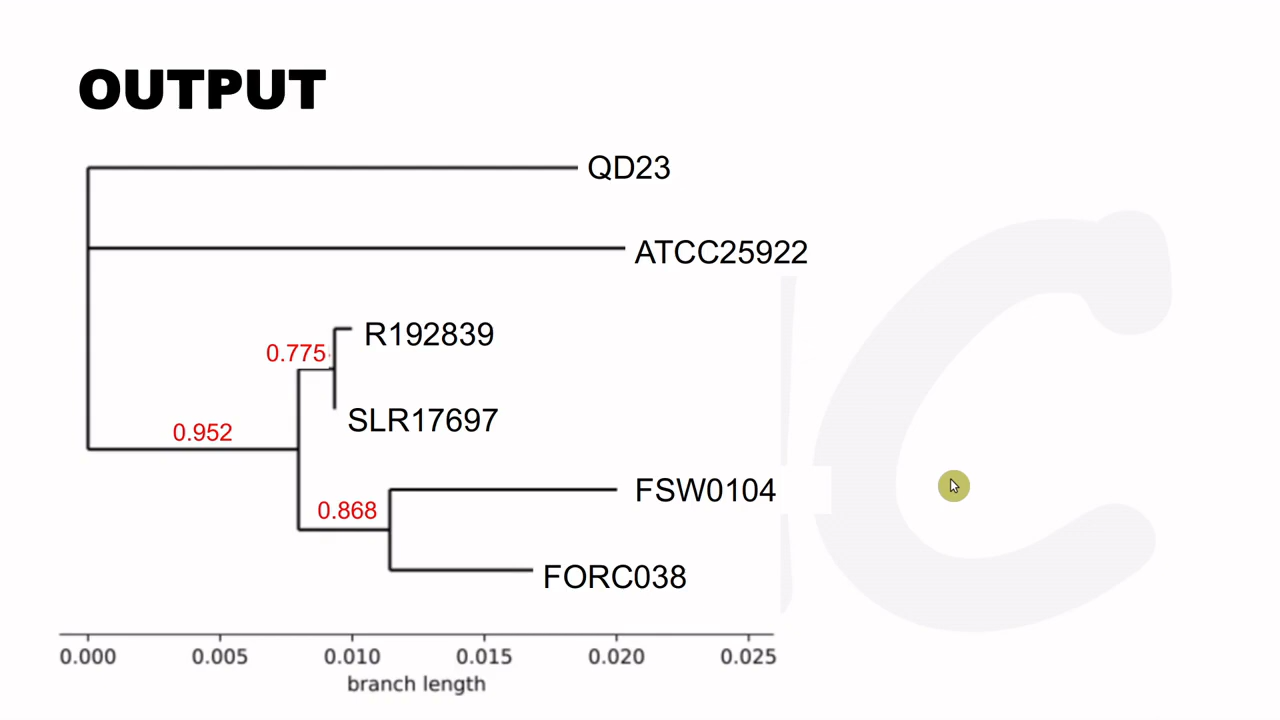 OUTPUT
QD23
ATCC25922
R192839
0.775
SLR17697
0.952
FSW0104
0.868
FORC038
0.000 0.005 0.010 0.015 0.020 0.025
branch length